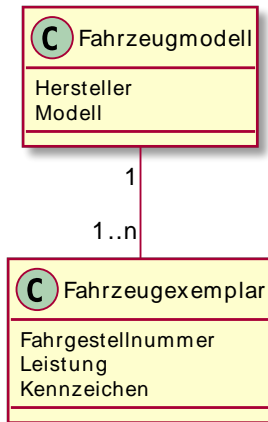 C Fahrzeugmodell
Hersteller
Modell
1
1..n
C Fahrzeugexemplar
Fahrgestellnummer
Leistung
Kennzeichen